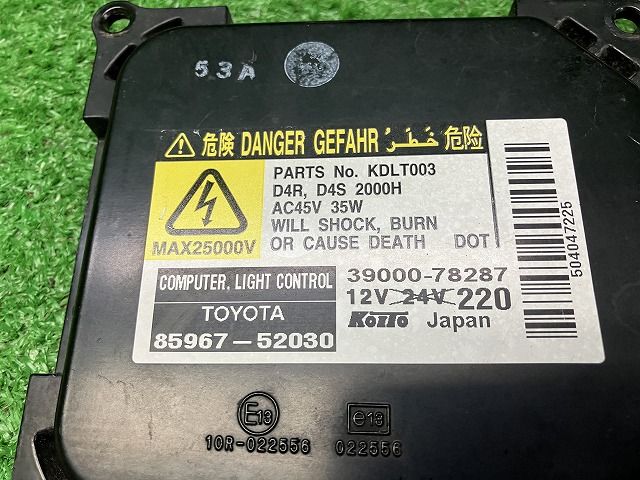 53A
危険 DANGER GEFAHR خَطَرْ 危险
PARTS No. KDLT003
D4R, D4S 2000H
AC45V 35W
WILL SHOCK, BURN
OR CAUSE DEATH DOT
MAX25000V
COMPUTER, LIGHT CONTROL
TOYOTA
85967-52030
39000-78287
12V 24V 220
KOITO Japan
504047225
E13
10R-022556
e13
022556